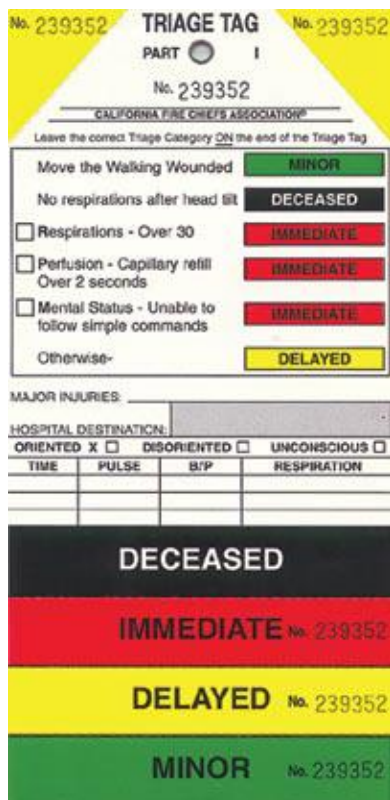 No. 239352 TRIAGE TAG No. 239352
PART I
No. 239352
CALIFORNIA FIRE CHIEFS ASSOCIATION®
Leave the correct Triage Category ON the end of the Triage Tag
Move the Walking Wounded MINOR
No respirations after head tilt DECEASED
Respirations - Over 30 IMMEDIATE
Perfusion - Capillary refill IMMEDIATE
Over 2 seconds
Mental Status - Unable to IMMEDIATE
follow simple commands
Otherwise- DELAYED
MAJOR INJURIES:
HOSPITAL DESTINATION:
ORIENTED X DISORIENTED UNCONSCIOUS
TIME PULSE B/P RESPIRATION
DECEASED
IMMEDIATE No. 239352
DELAYED No. 239352
MINOR No. 239352